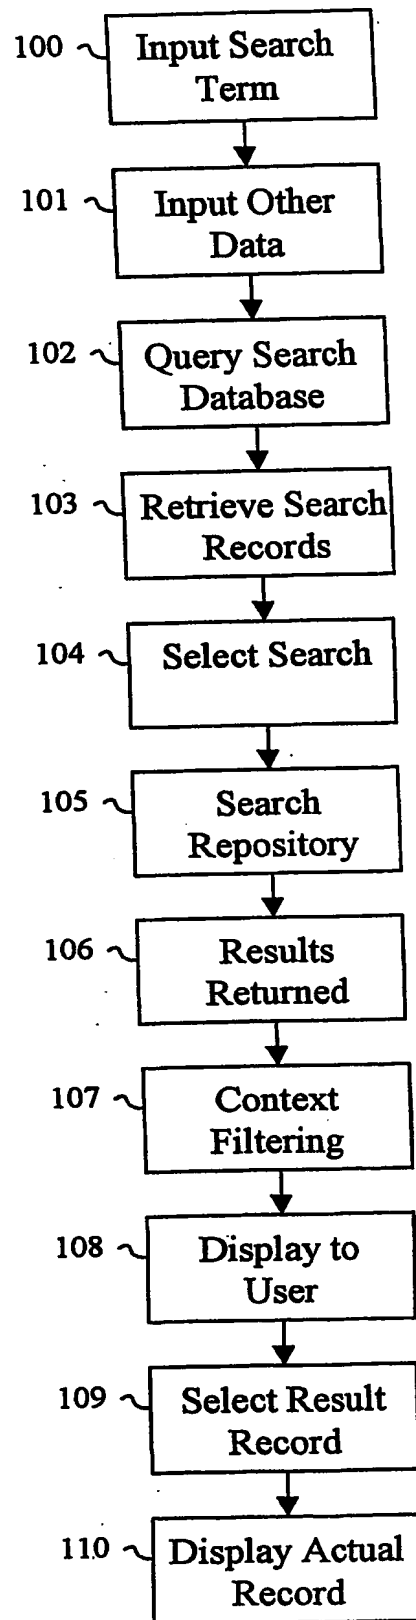 100
Input Search
Term
101
Input Other
Data
102
Query Search
Database
103
Retrieve Search
Records
104
Select Search
105
Search
Repository
106
Results
Returned
107
Context
Filtering
108
Display to
User
109
Select Result
Record
110
Display Actual
Record